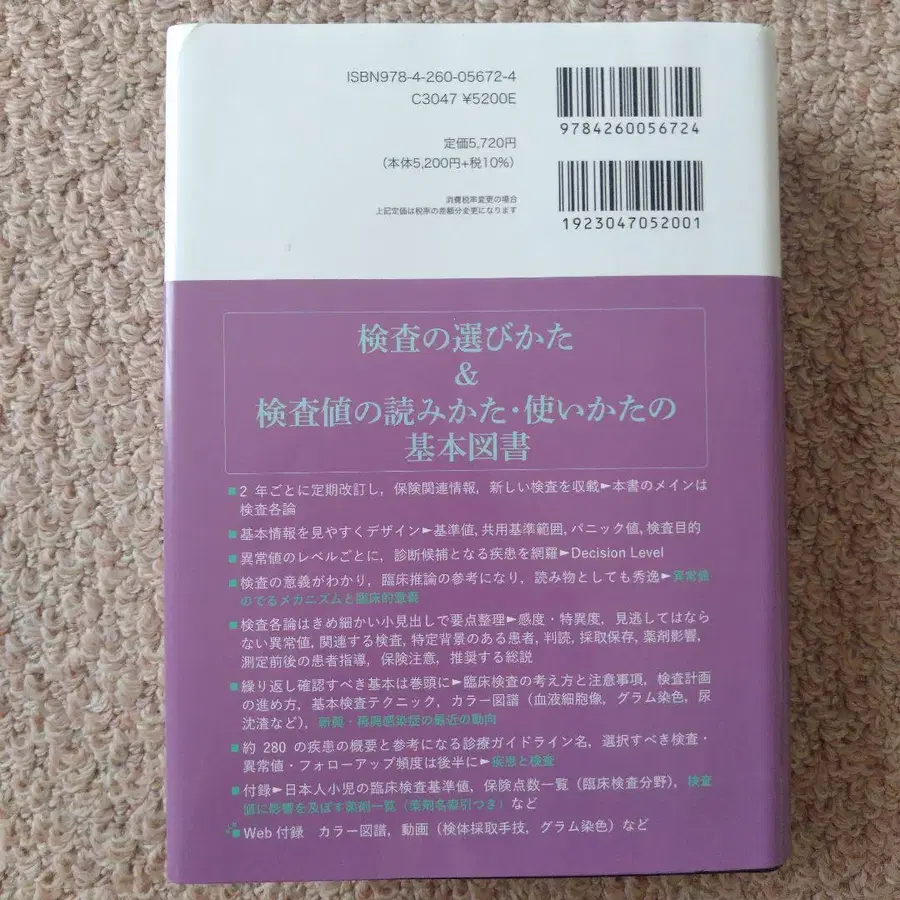 ISBN978-4-260-05672-4
C3047 ¥5200E
9784260056724
定価5,720円
(本体5,200円+税10%)
消費税率変更の場合
上記定価は税率の差額分変更になります
1923047052001
検査の選びかた
&
検査値の読みかた・使いかたの
基本図書
■2 年ごとに定期改訂し，保険関連情報，新しい検査を収載►本書のメインは
検査各論
■基本情報を見やすくデザイン►基準値, 共用基準範囲, パニック値, 検査目的
■異常値のレベルごとに，診断候補となる疾患を網羅►Decision Level
■検査の意義がわかり，臨床推論の参考になり，読み物としても秀逸►異常値
のでるメカニズムと臨床的意義
■検査各論はきめ細かい小見出しで要点整理►感度・特異度，見逃してはなら
ない異常値, 関連する検査, 特定背景のある患者, 判読, 採取保存, 薬剤影響,
測定前後の患者指導，保険注意，推奨する総説
■繰り返し確認すべき基本は巻頭に►臨床検査の考え方と注意事項，検査計画
の進め方，基本検査テクニック，カラー図譜（血液細胞像，グラム染色，尿
沈渣など），新興・再興感染症の最近の動向
■約 280 の疾患の概要と参考になる診療ガイドライン名，選択すべき検査・
異常値・フォローアップ頻度は後半に►疾患と検査
■付録►日本人小児の臨床検査基準値，保険点数一覧（臨床検査分野），検査
値に影響を及ぼす薬剤一覧（薬剤名索引つき）など
■Web 付録　カラー図譜，動画（検体採取手技，グラム染色）など